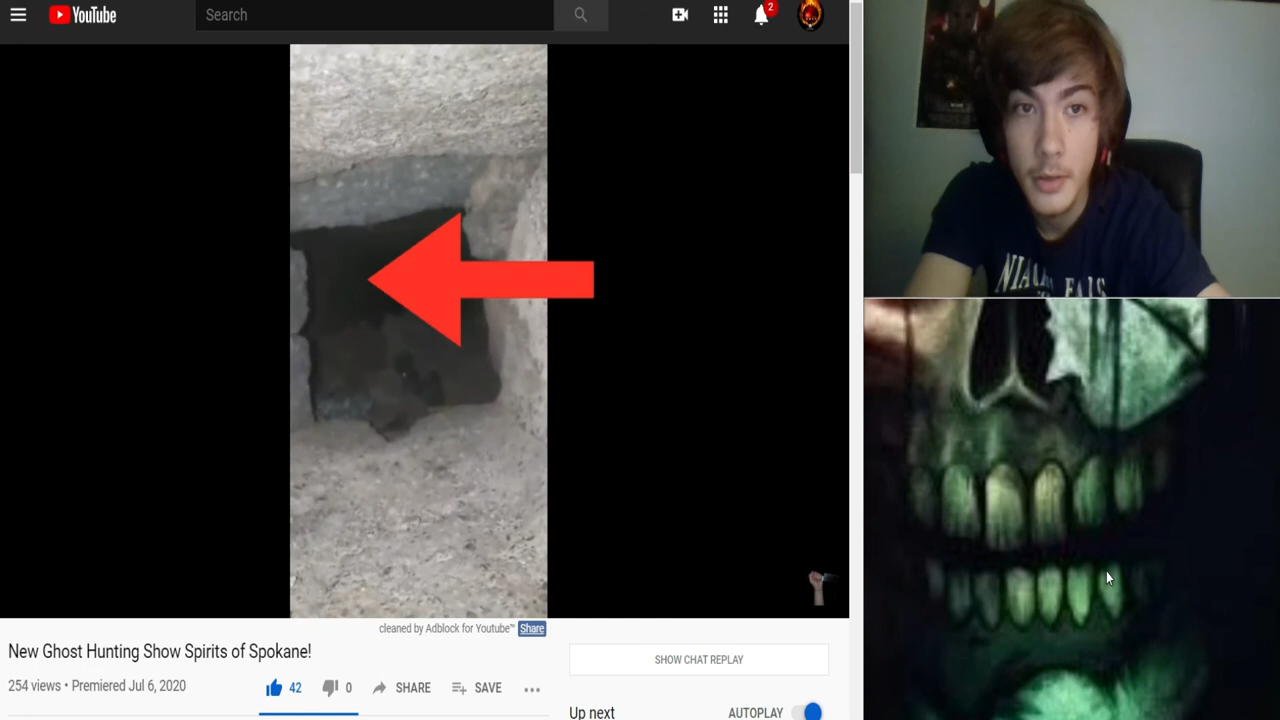 YouTube
Search
2
cleaned by Adblock for Youtube™ Share
New Ghost Hunting Show Spirits of Spokane!
254 views • Premiered Jul 6, 2020
42
0
SHARE
SAVE
SHOW CHAT REPLAY
Up next
AUTOPLAY